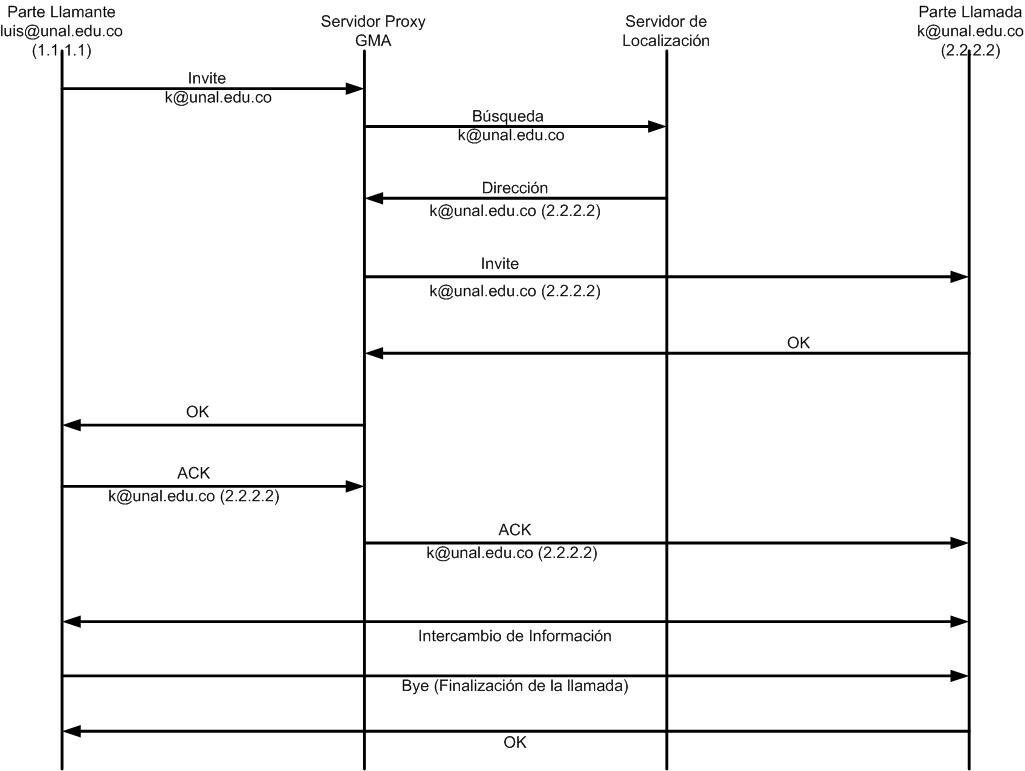 Parte Llamante
luis@unal.edu.co
(1.1.1.1)
Servidor Proxy
GMA
Servidor de
Localización
Parte Llamada
k@unal.edu.co
(2.2.2.2)
Invite
k@unal.edu.co
Búsqueda
k@unal.edu.co
Dirección
k@unal.edu.co (2.2.2.2)
Invite
k@unal.edu.co (2.2.2.2)
OK
OK
ACK
k@unal.edu.co (2.2.2.2)
ACK
k@unal.edu.co (2.2.2.2)
Intercambio de Información
Bye (Finalización de la llamada)
OK